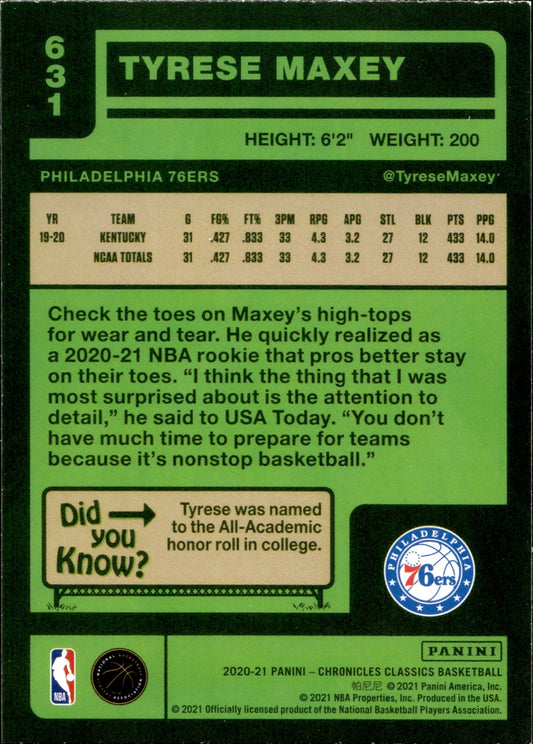 631
TYRESE MAXEY
HEIGHT: 6'2" WEIGHT: 200
PHILADELPHIA 76ERS @TyreseMaxey
YR TEAM G FG% FT% 3PM RPG APG STL BLK PTS PPG
19-20 KENTUCKY 31 .427 .833 33 4.3 3.2 27 12 433 14.0
NCAA TOTALS 31 .427 .833 33 4.3 3.2 27 12 433 14.0
Check the toes on Maxey's high-tops
for wear and tear. He quickly realized as
a 2020-21 NBA rookie that pros better stay
on their toes. “I think the thing that I was
most surprised about is the attention to
detail,” he said to USA Today. “You don't
have much time to prepare for teams
because it's nonstop basketball.”
Did
you
Know?
Tyrese was named
to the All-Academic
honor roll in college.
PHILADELPHIA
76ers
PANINI
NBA
NATIONAL BASKETBALL
ASSOCIATION
2020-21 PANINI – CHRONICLES CLASSICS BASKETBALL
帕尼尼 © 2021 Panini America, Inc.
© 2021 NBA Properties, Inc. Produced in the USA.
© 2021 Officially licensed product of the National Basketball Players Association.